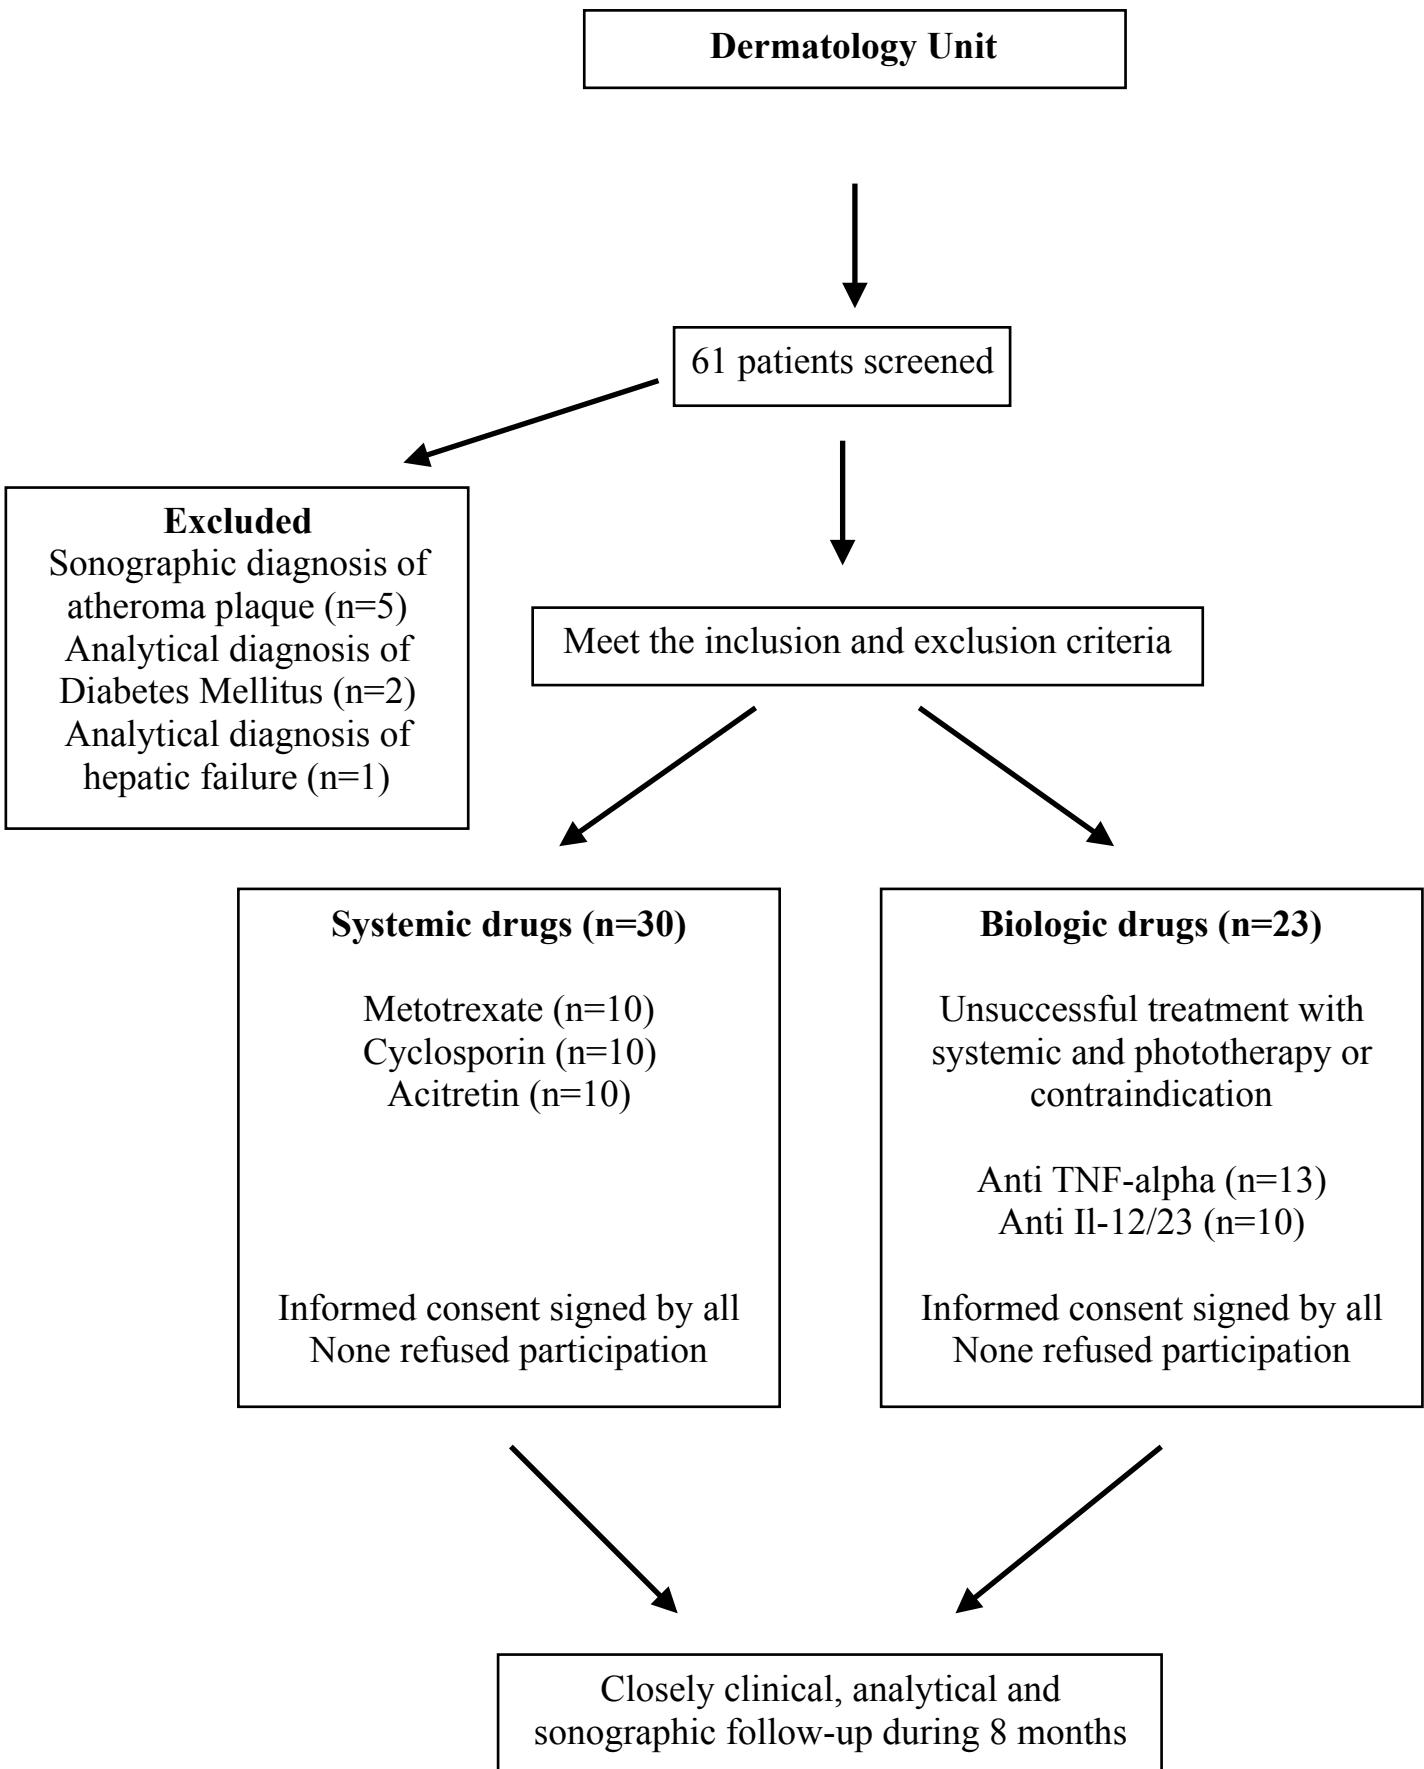 Dermatology Unit
61 patients screened
Excluded
Sonographic diagnosis of
atheroma plaque (n=5)
Analytical diagnosis of
Diabetes Mellitus (n=2)
Analytical diagnosis of
hepatic failure (n=1)
Meet the inclusion and exclusion criteria
Systemic drugs (n=30)
Metotrexate (n=10)
Cyclosporin (n=10)
Acitretin (n=10)
Informed consent signed by all
None refused participation
Biologic drugs (n=23)
Unsuccessful treatment with
systemic and phototherapy or
contraindication
Anti TNF-alpha (n=13)
Anti Il-12/23 (n=10)
Informed consent signed by all
None refused participation
Closely clinical, analytical and
sonographic follow-up during 8 months